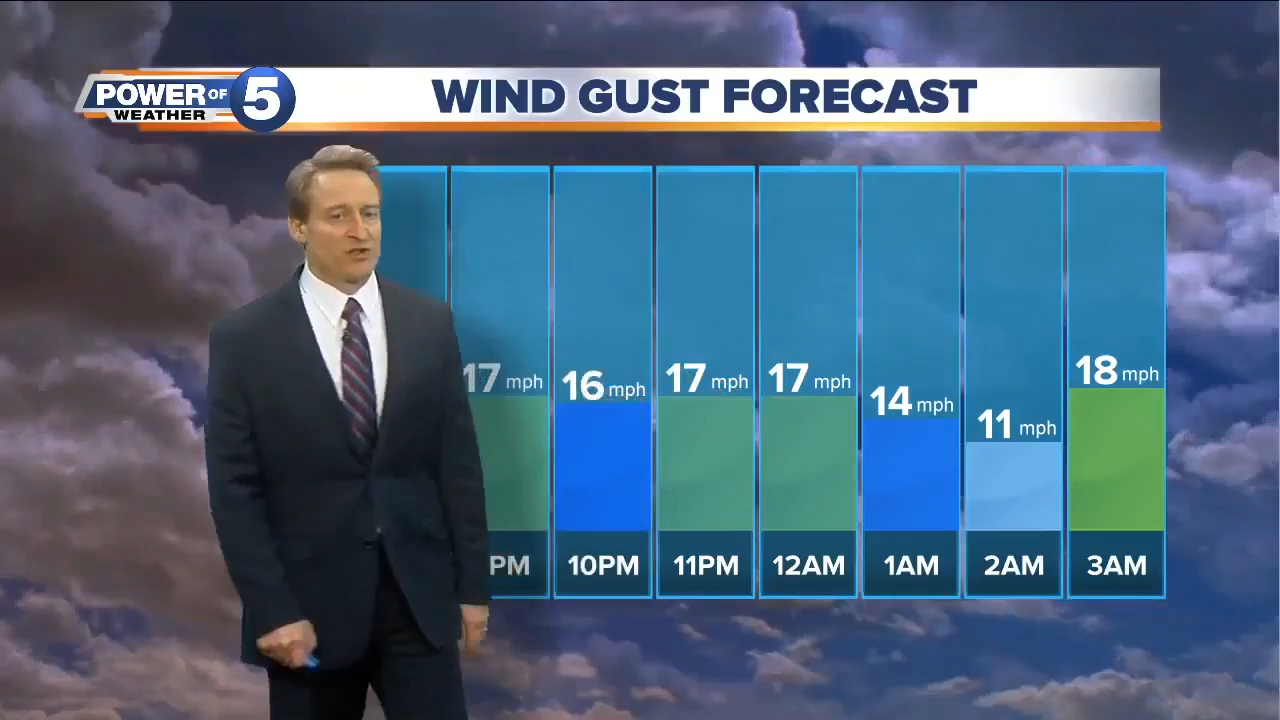 POWER OF 5
WEATHER
WIND GUST FORECAST
17 mph
16 mph
17 mph
17 mph
14 mph
11 mph
18 mph
PM
10PM
11PM
12AM
1AM
2AM
3AM